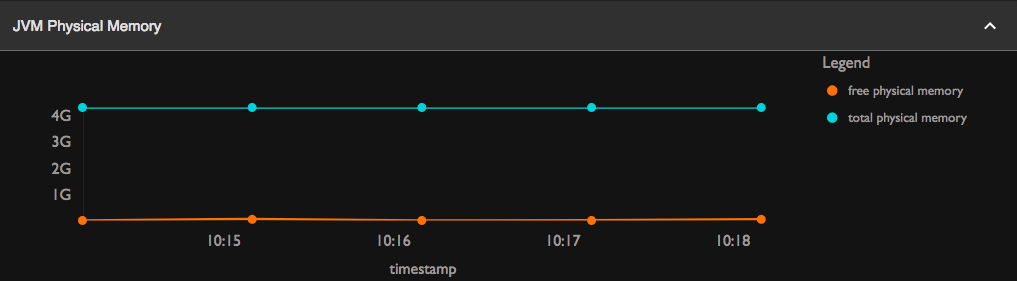 JVM Physical Memory
Legend
free physical memory
total physical memory
4G
3G
2G
1G
10:15 10:16 10:17 10:18
timestamp